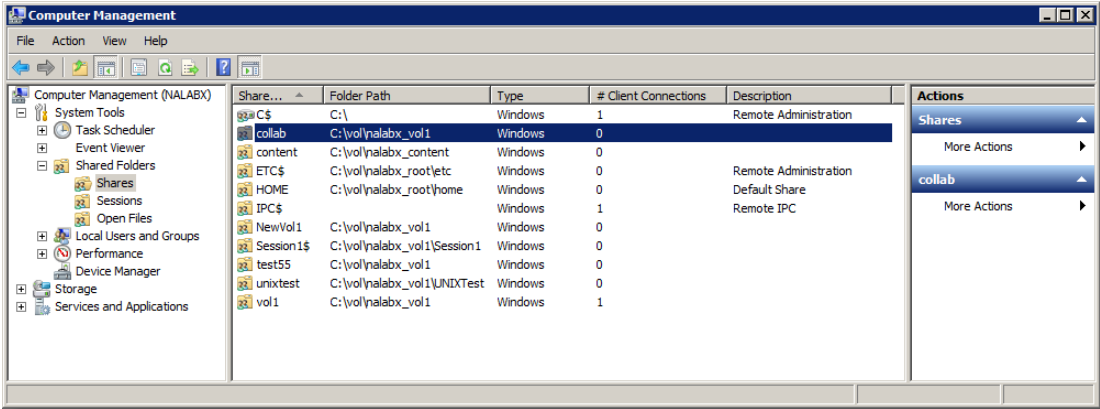 Computer Management
File Action View Help
Computer Management (NALABX)
System Tools
Task Scheduler
Event Viewer
Shared Folders
Shares
Sessions
Open Files
Local Users and Groups
Performance
Device Manager
Storage
Services and Applications
Share... Folder Path Type # Client Connections Description
C$ C:\ Windows 1 Remote Administration
collab C:\vol\nalabx_vol1 Windows 0
content C:\vol\nalabx_content Windows 0
ETC$ C:\vol\nalabx_root\etc Windows 0 Remote Administration
HOME C:\vol\nalabx_root\home Windows 0 Default Share
IPC$ Windows 1 Remote IPC
NewVol1 C:\vol\nalabx_vol1 Windows 0
Session1$ C:\vol\nalabx_vol1\Session1 Windows 0
test55 C:\vol\nalabx_vol1 Windows 0
unixtest C:\vol\nalabx_vol1\UNIXTest Windows 0
vol1 C:\vol\nalabx_vol1 Windows 1
Actions
Shares
More Actions
collab
More Actions